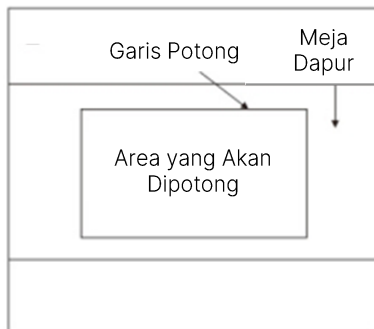 Garis Potong
Meja
Dapur
Area yang Akan
Dipotong